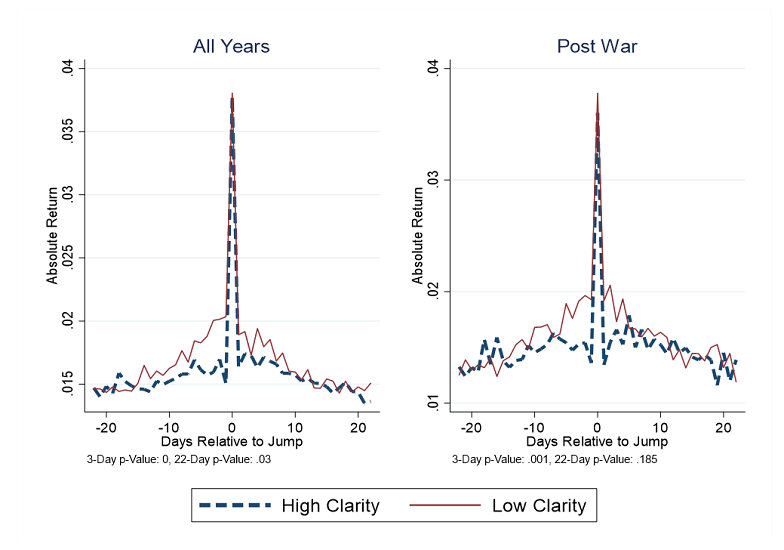 All Years
Absolute Return
.04
.035
.03
.025
.02
.015
-20 -10 0 10 20
Days Relative to Jump
3-Day p-Value: 0, 22-Day p-Value: .03
Post War
Absolute Return
.04
.03
.02
.01
-20 -10 0 10 20
Days Relative to Jump
3-Day p-Value: .001, 22-Day p-Value: .185
High Clarity Low Clarity